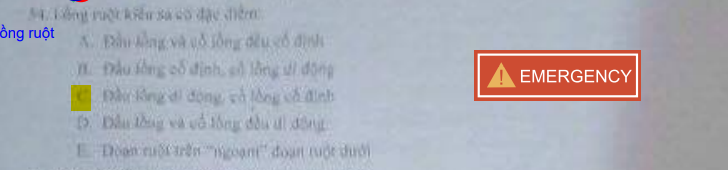 54. Lồng ruột kiểu sa có đặc điểm:
ồng ruột
A. Đầu lồng và cổ lồng đều cố định
B. Đầu lồng cố định, cổ lồng di động
C. Đầu lồng di động, cổ lồng cố định
D. Đầu lồng và cổ lồng đều di động
E. Đoạn ruột trên "ngoạm" đoạn ruột dưới
EMERGENCY